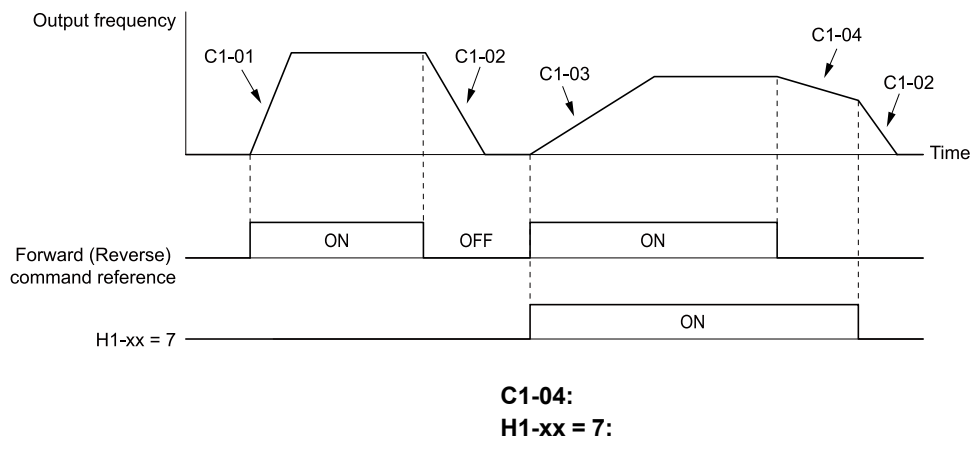 Output frequency
C1-01
C1-02
C1-03
C1-04
C1-02
Time
ON
OFF
ON
Forward (Reverse)
command reference
ON
H1-xx = 7
C1-04:
H1-xx = 7: